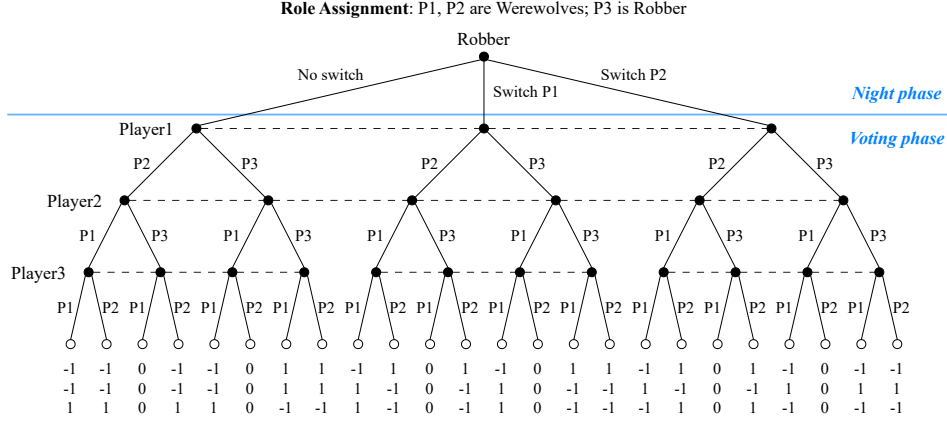 Role Assignment: P1, P2 are Werewolves; P3 is Robber
Robber
No switch Switch P1 Switch P2
Night phase
Player1 Voting phase
P2 P3 P2 P3 P2 P3
Player2
P1 P3 P1 P3 P1 P3 P1 P3 P1 P3 P1 P3
Player3
P1 P2 P1 P2 P1 P2 P1 P2 P1 P2 P1 P2 P1 P2 P1 P2 P1 P2 P1 P2 P1 P2 P1 P2
-1 -1 0 -1 -1 0 1 1 -1 1 0 1 -1 0 1 1 -1 1 0 1 -1 0 -1 -1
-1 -1 0 -1 -1 0 1 1 1 -1 0 -1 1 0 -1 -1 1 -1 0 -1 1 0 1 1
1 1 0 1 1 0 -1 -1 1 -1 0 -1 1 0 -1 -1 -1 1 0 1 -1 0 -1 -1